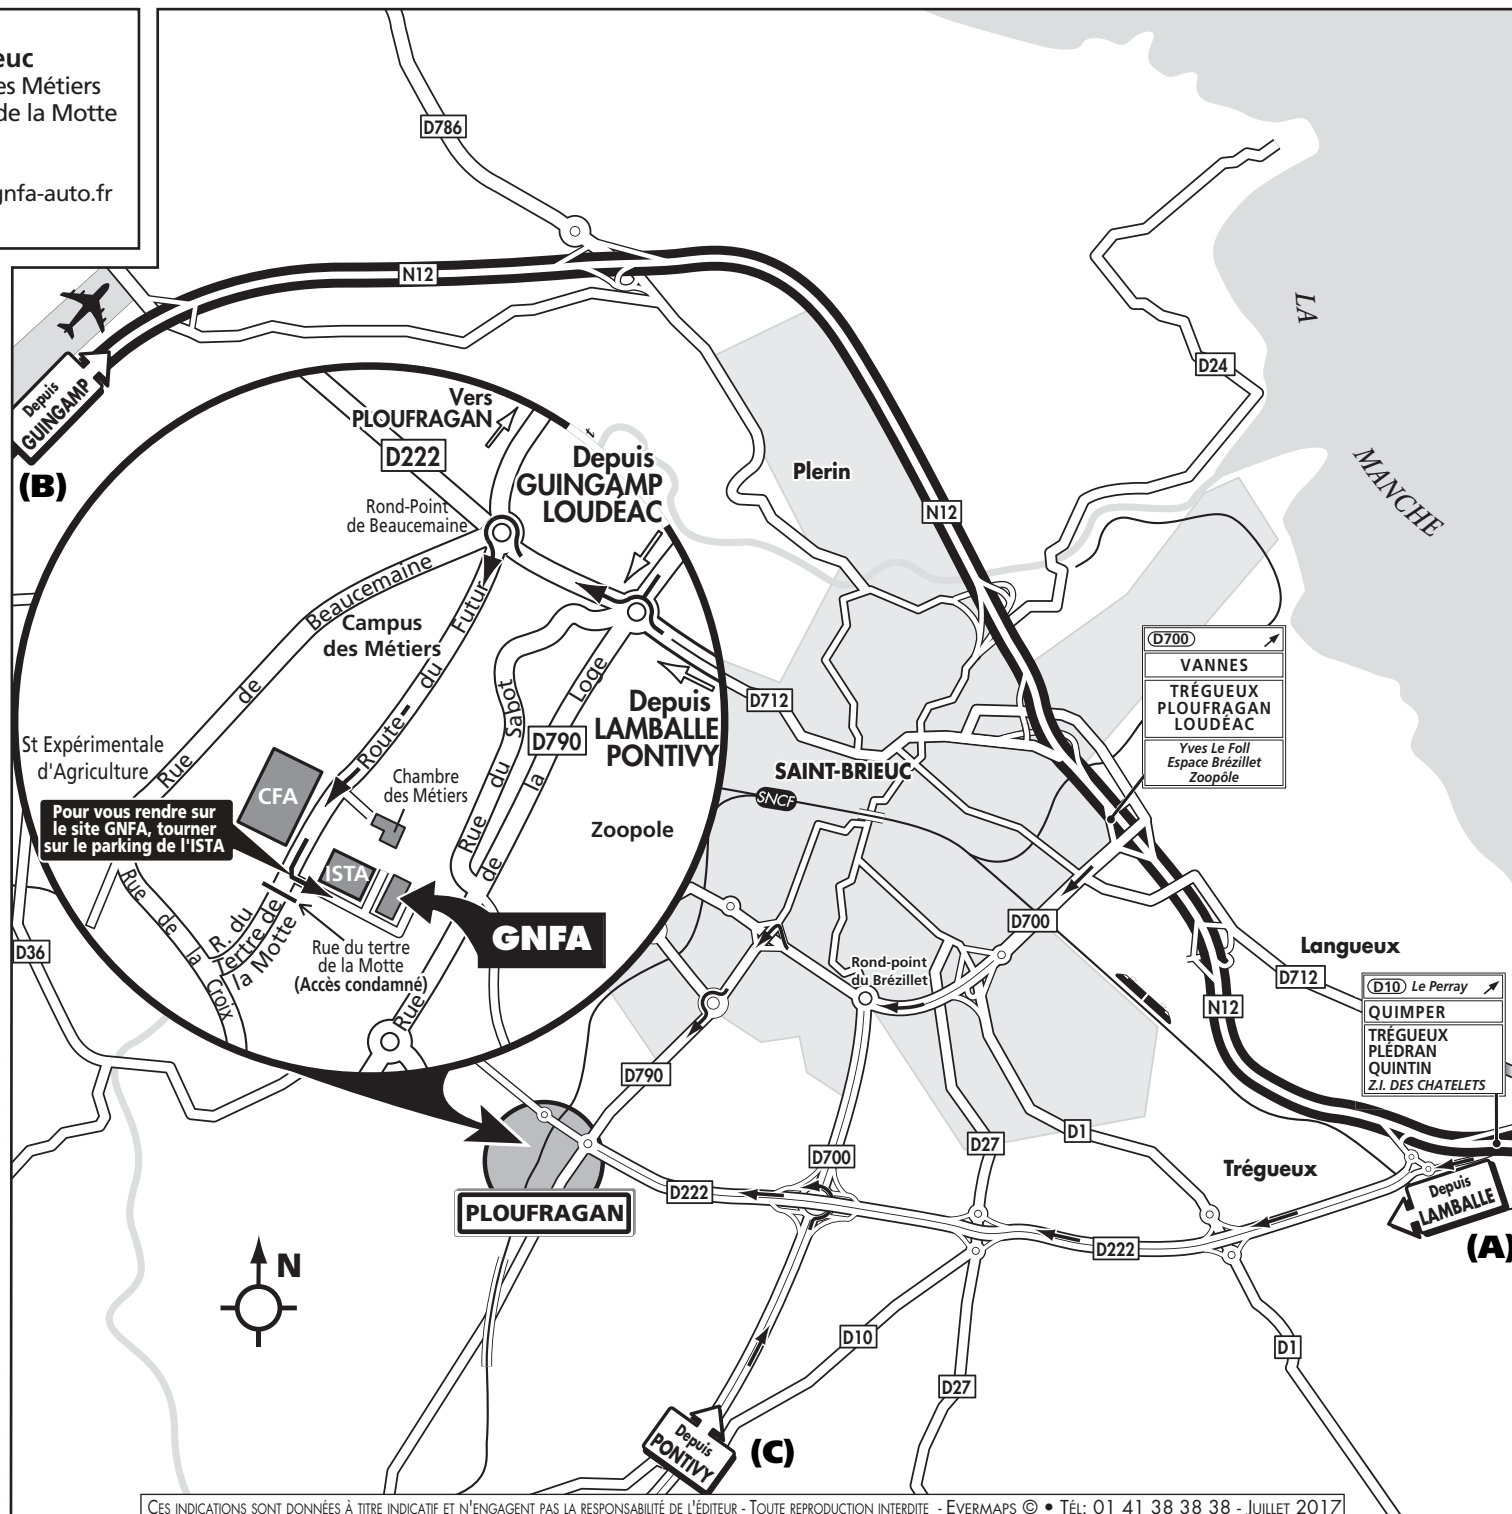 euc
es Métiers
de la Motte
gnfa-auto.fr
D786
N12
Depuis
GUINGAMP
(B)
LA
MANCHE
D24
Plerin
N12
Vers
PLOUFRAGAN
D222
Depuis
GUINGAMP
LOUDÉAC
Rond-Point
de Beaucemaine
Rue de Beaucemaine
Campus
des Métiers
Route du Futur
Rue du Sabot
Rue de la Loge
D790
Depuis
LAMBALLE
PONTIVY
St Expérimentale
d'Agriculture
CFA
Chambre
des Métiers
Pour vous rendre sur
le site GNFA, tourner
sur le parking de l'ISTA
ISTA
Zoopole
GNFA
Rue de la Croix
R. du
Tertre de
la Motte
Rue du tertre
de la Motte
(Accès condamné)
D36
D712
SAINT-BRIEUC
SNCF
D700
VANNES
TRÉGUEUX
PLOUFRAGAN
LOUDÉAC
Yves Le Foll
Espace Brézillet
Zoopôle
D700
Rond-point
du Brézillet
Langueux
D712
N12
D10 Le Perray
QUIMPER
TRÉGUEUX
PLÉDRAN
QUINTIN
Z.I. DES CHATELETS
D790
D1
D27
D700
Trégueux
D222
PLOUFRAGAN
D222
Depuis
LAMBALLE
(A)
N
D10
D1
D27
Depuis
PONTIVY
(C)
CES INDICATIONS SONT DONNÉES À TITRE INDICATIF ET N'ENGAGENT PAS LA RESPONSABILITÉ DE L'ÉDITEUR - TOUTE REPRODUCTION INTERDITE - EVERMAPS © • TÉL: 01 41 38 38 38 - JUILLET 2017